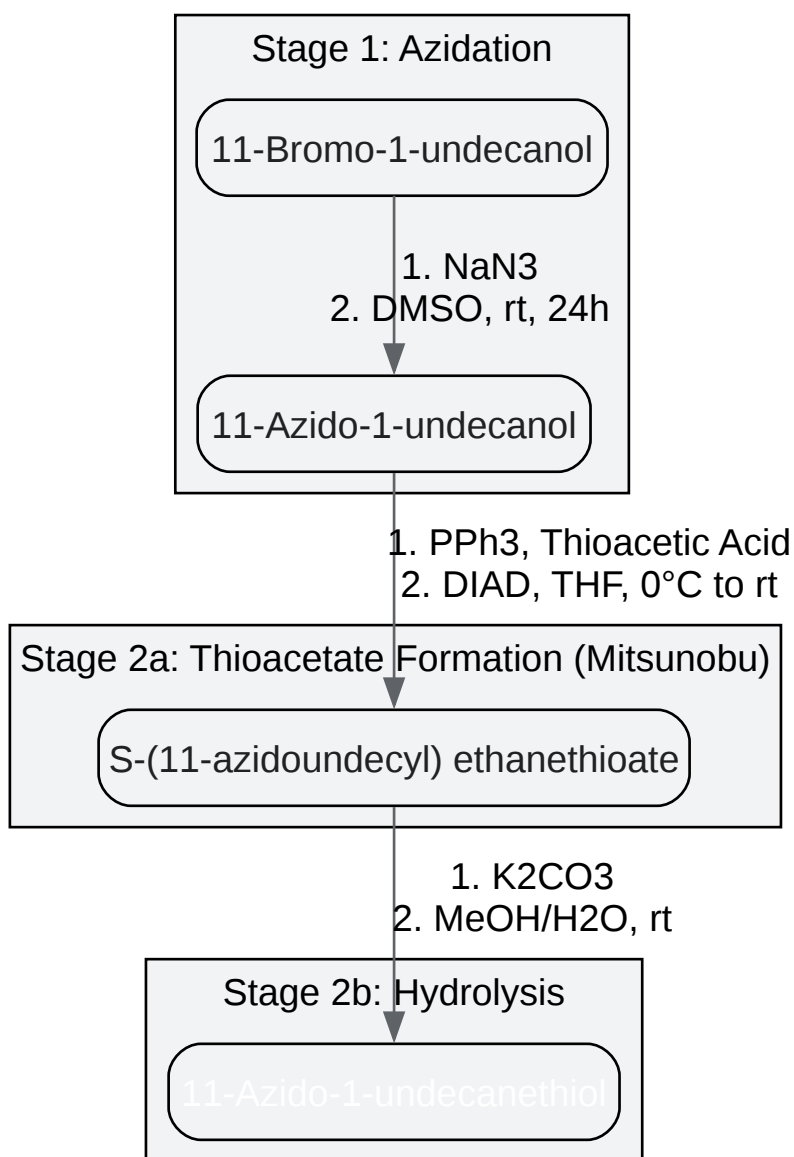 Stage 1: Azidation
11-Bromo-1-undecanol
1. NaN3
2. DMSO, rt, 24h
11-Azido-1-undecanol
1. PPh3, Thioacetic Acid
2. DIAD, THF, 0°C to rt
Stage 2a: Thioacetate Formation (Mitsunobu)
S-(11-azidoundecyl) ethanethioate
1. K2CO3
2. MeOH/H2O, rt
Stage 2b: Hydrolysis
11-Azido-1-undecanethiol